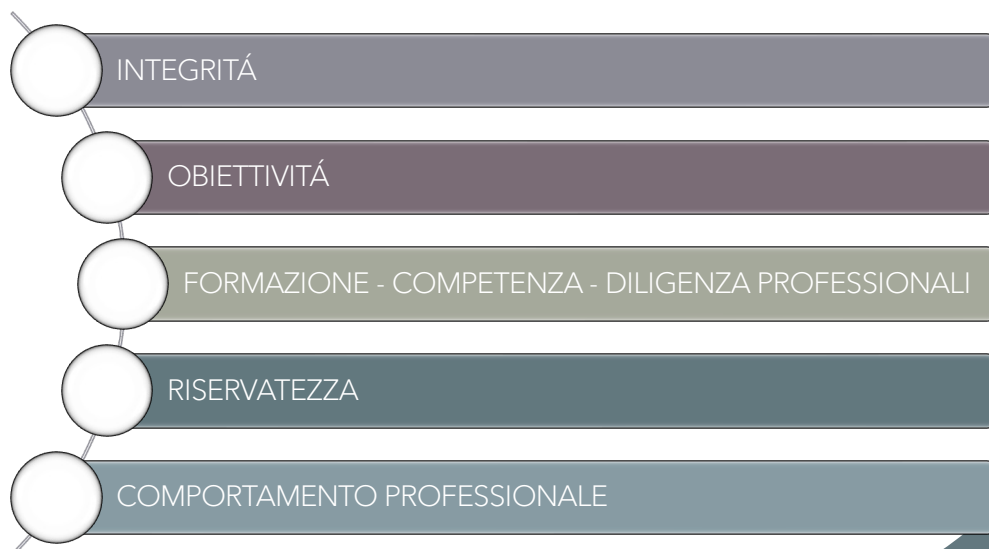 INTEGRITÁ
OBIETTIVITÁ
FORMAZIONE - COMPETENZA - DILIGENZA PROFESSIONALI
RISERVATEZZA
COMPORTAMENTO PROFESSIONALE